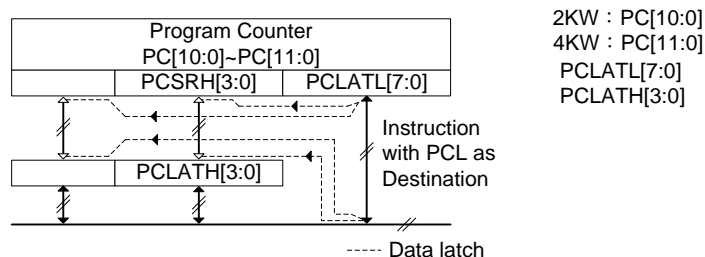 Program Counter
PC[10:0]~PC[11:0]
PCSRH[3:0] PCLATL[7:0]
Instruction
with PCL as
Destination
PCLATH[3:0]
Data latch
2KW：PC[10:0]
4KW：PC[11:0]
PCLATL[7:0]
PCLATH[3:0]